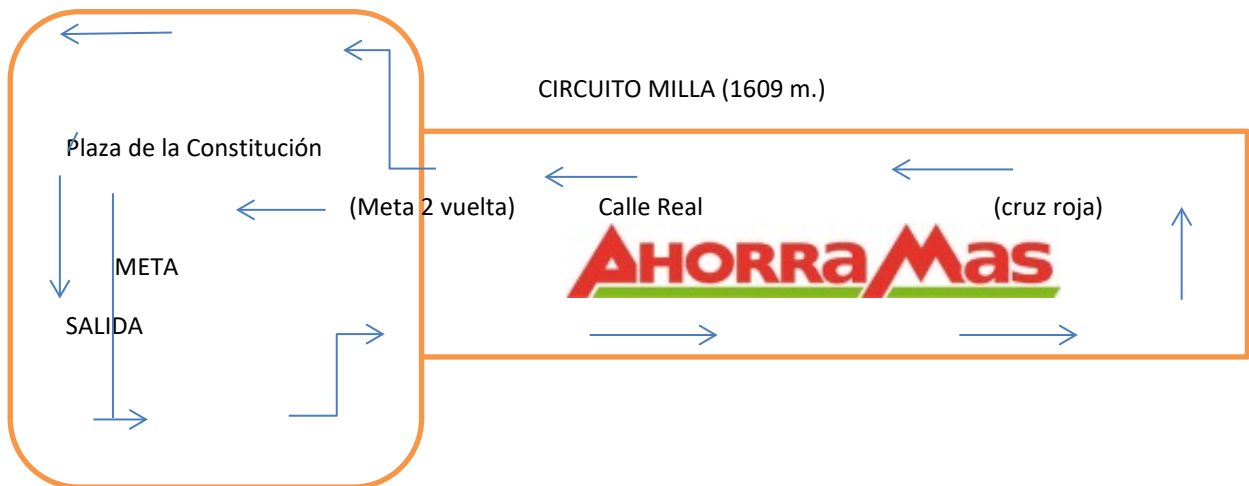 CIRCUITO MILLA (1609 m.)
Plaza de la Constitución
(Meta 2 vuelta) Calle Real (cruz roja)
AHORRaMas
META
SALIDA